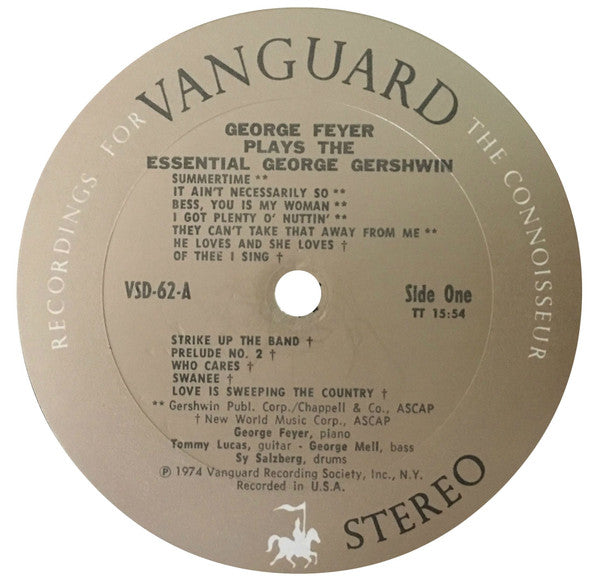 RECORDINGS FOR
VANGUARD
THE CONNOISSEUR
GEORGE FEYER
PLAYS THE
ESSENTIAL GEORGE GERSHWIN
SUMMERTIME **
IT AIN'T NECESSARILY SO **
BESS, YOU IS MY WOMAN **
I GOT PLENTY O' NUTTIN' **
THEY CAN'T TAKE THAT AWAY FROM ME **
HE LOVES AND SHE LOVES †
OF THEE I SING †
VSD-62-A
Side One
TT 15:54
STRIKE UP THE BAND †
PRELUDE NO. 2 †
WHO CARES †
SWANEE †
LOVE IS SWEEPING THE COUNTRY †
** Gershwin Publ. Corp./Chappell & Co., ASCAP
† New World Music Corp., ASCAP
George Feyer, piano
Tommy Lucas, guitar - George Mell, bass
Sy Salzberg, drums
℗ 1974 Vanguard Recording Society, Inc., N.Y.
Recorded in U.S.A.
STEREO